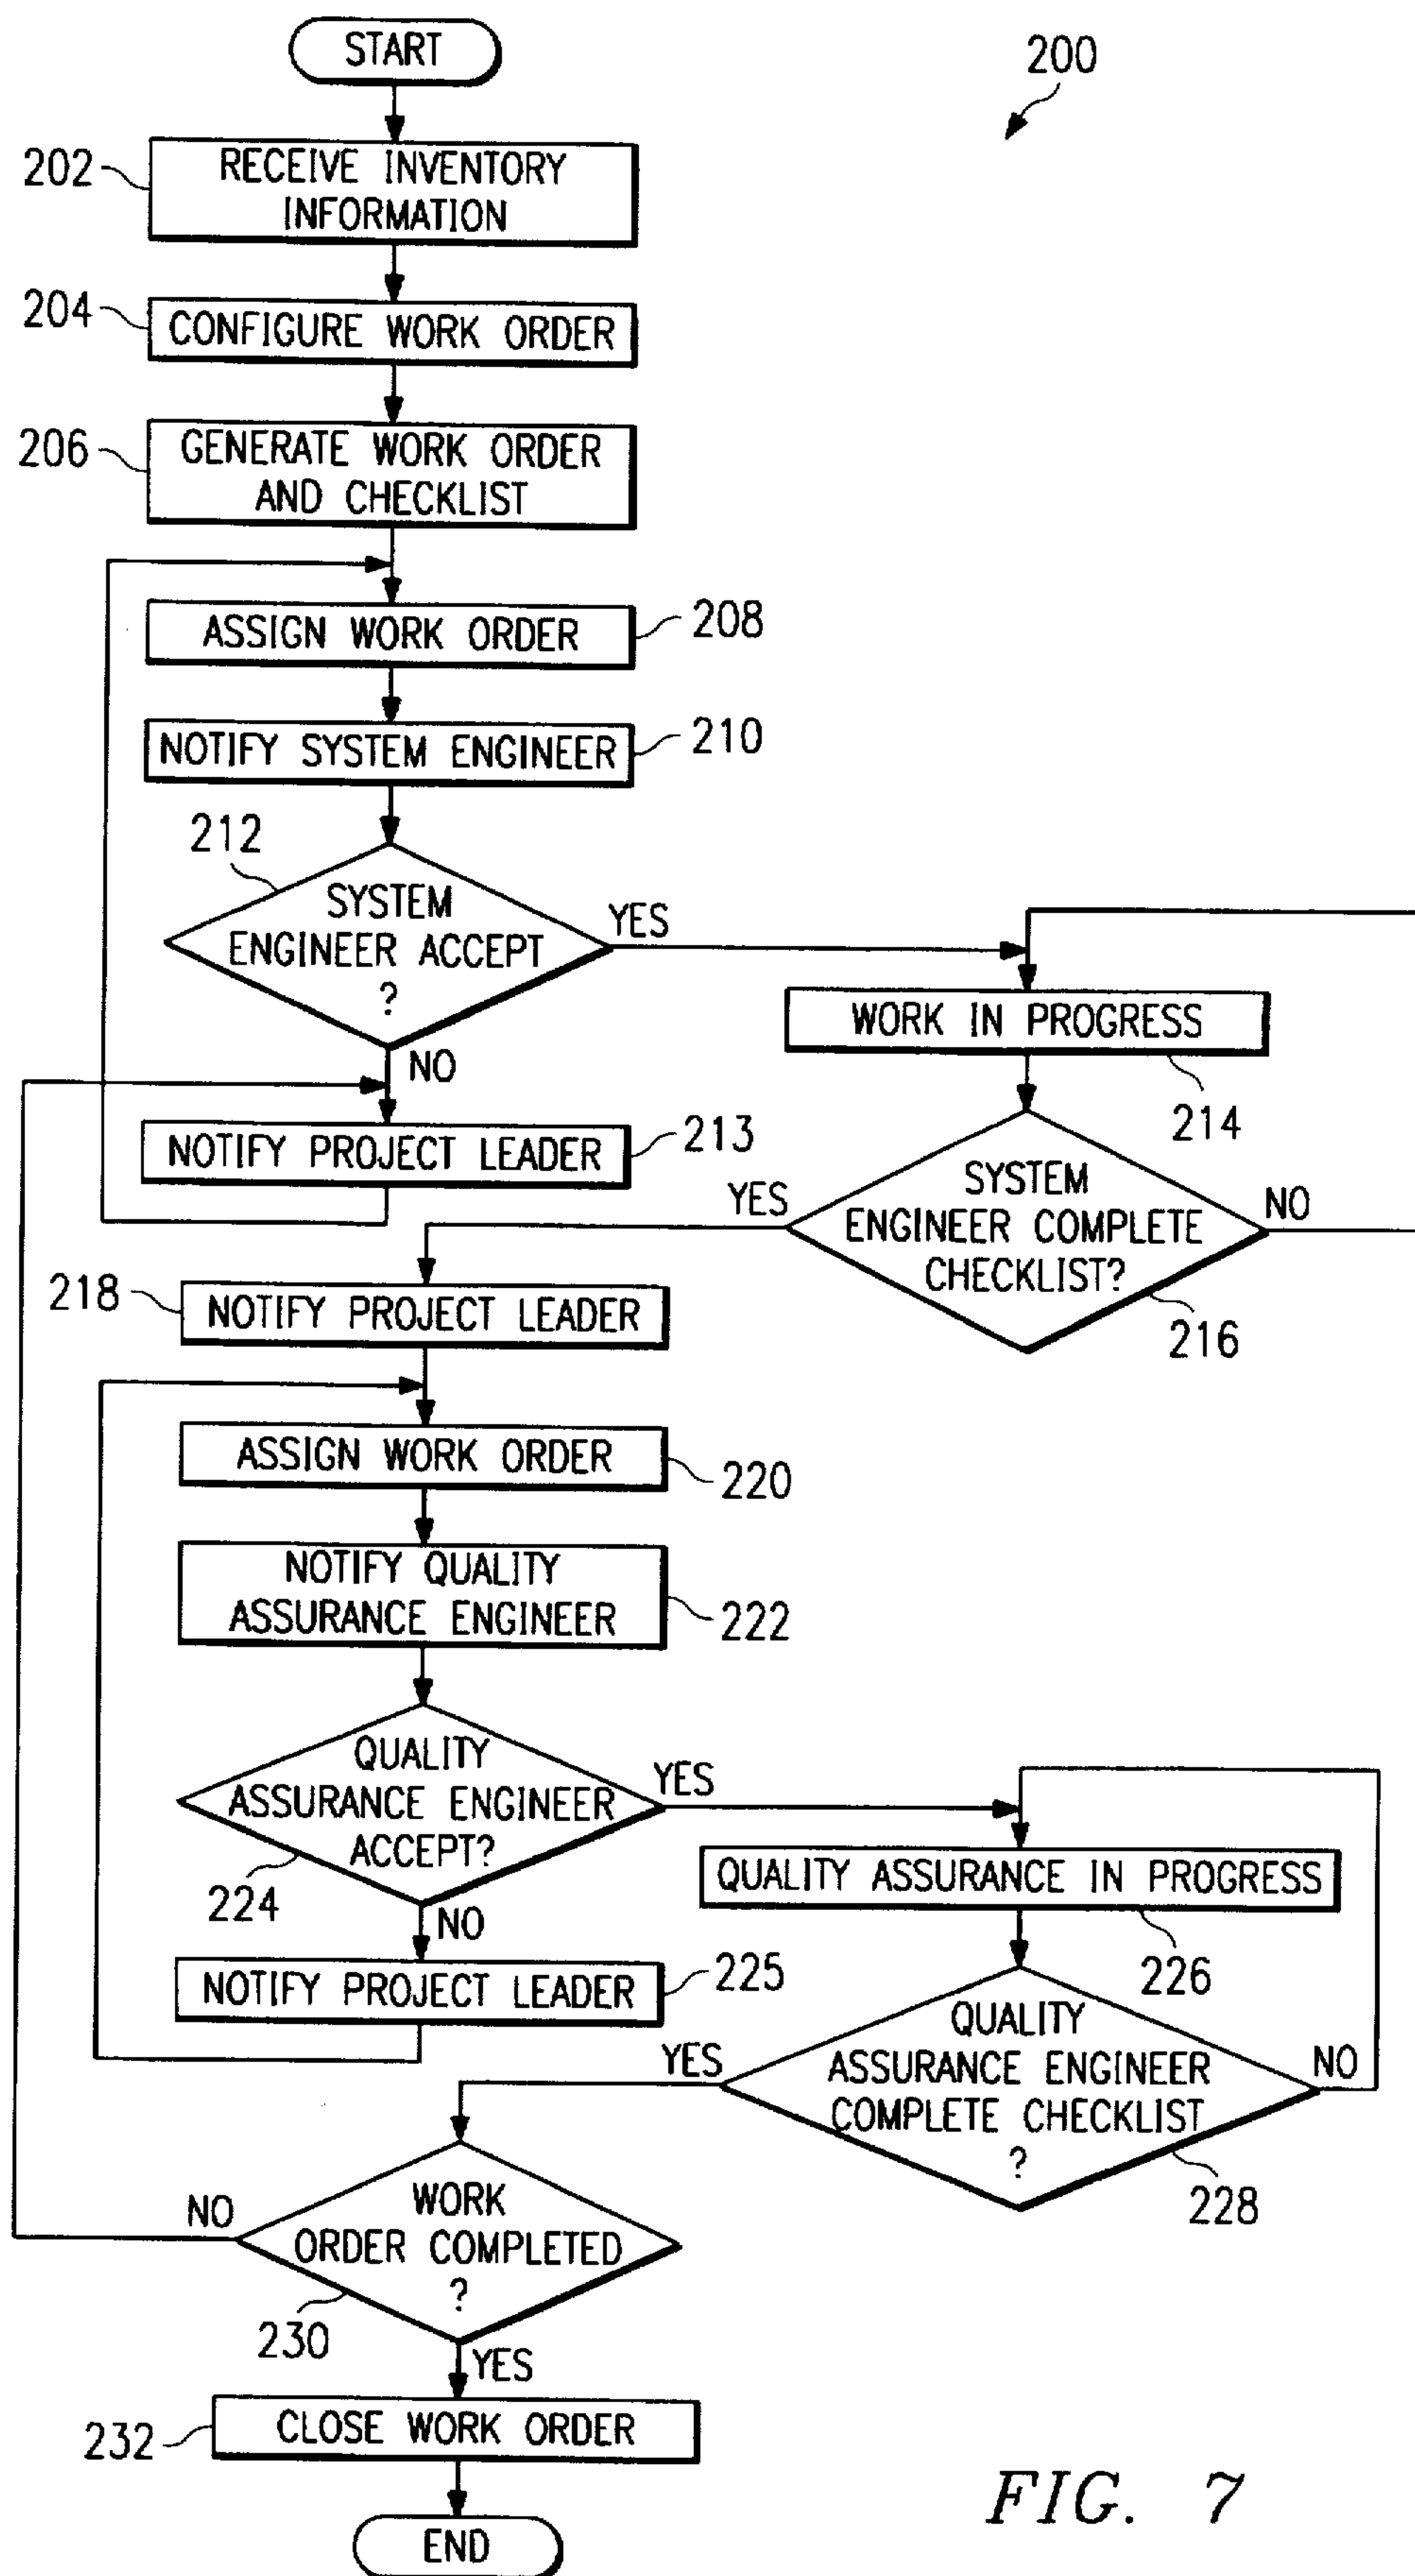 START
200
202
RECEIVE INVENTORY
INFORMATION
204
CONFIGURE WORK ORDER
206
GENERATE WORK ORDER
AND CHECKLIST
ASSIGN WORK ORDER
208
NOTIFY SYSTEM ENGINEER
210
212
SYSTEM
ENGINEER ACCEPT
?
YES
NO
WORK IN PROGRESS
214
NOTIFY PROJECT LEADER
213
SYSTEM
ENGINEER COMPLETE
CHECKLIST?
YES
NO
216
218
NOTIFY PROJECT LEADER
ASSIGN WORK ORDER
220
NOTIFY QUALITY
ASSURANCE ENGINEER
222
QUALITY
ASSURANCE ENGINEER
ACCEPT?
YES
224
NO
QUALITY ASSURANCE IN PROGRESS
226
NOTIFY PROJECT LEADER
225
QUALITY
ASSURANCE ENGINEER
COMPLETE CHECKLIST
?
YES
NO
228
WORK
ORDER COMPLETED
?
NO
230
YES
232
CLOSE WORK ORDER
END
FIG. 7